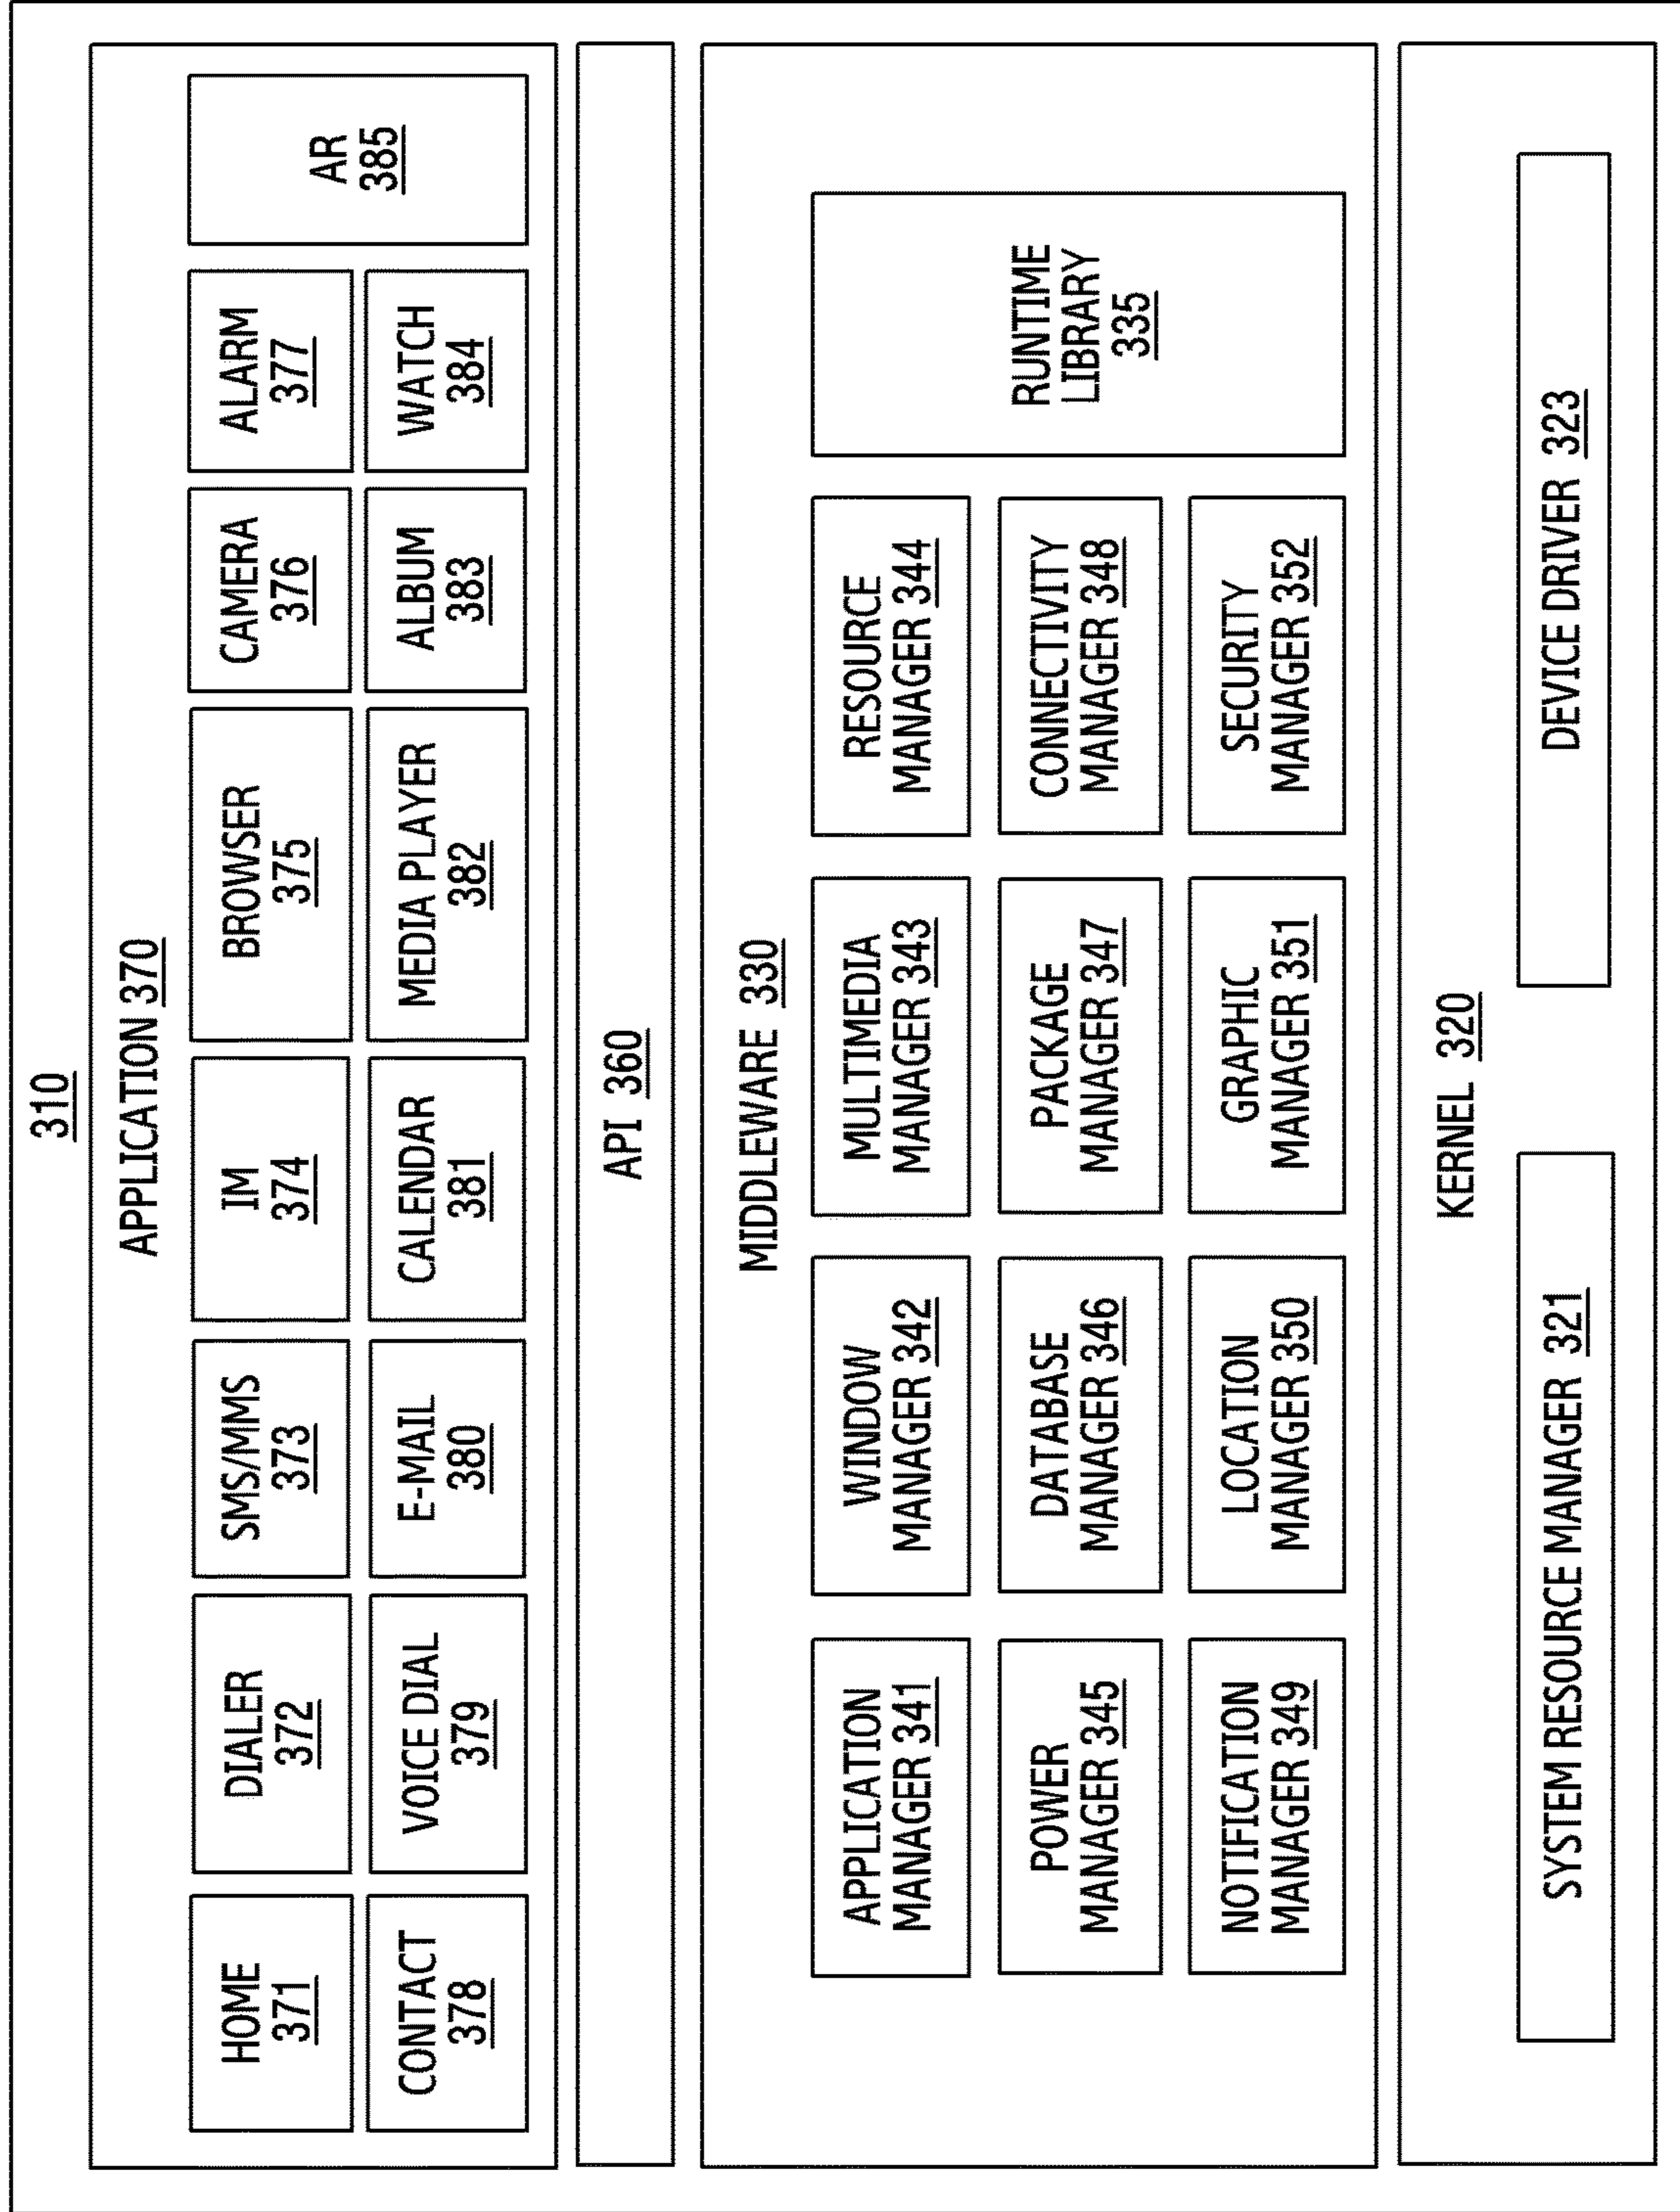 310
APPLICATION 370
HOME
371
DIALER
372
SMS/MMS
373
IM
374
BROWSER
375
CAMERA
376
ALARM
377
AR
385
CONTACT
378
VOICE DIAL
379
E-MAIL
380
CALENDAR
381
MEDIA PLAYER
382
ALBUM
383
WATCH
384
API 360
MIDDLEWARE 330
APPLICATION
MANAGER 341
WINDOW
MANAGER 342
MULTIMEDIA
MANAGER 343
RESOURCE
MANAGER 344
RUNTIME
LIBRARY
335
POWER
MANAGER 345
DATABASE
MANAGER 346
PACKAGE
MANAGER 347
CONNECTIVITY
MANAGER 348
NOTIFICATION
MANAGER 349
LOCATION
MANAGER 350
GRAPHIC
MANAGER 351
SECURITY
MANAGER 352
KERNEL 320
SYSTEM RESOURCE MANAGER 321
DEVICE DRIVER 323